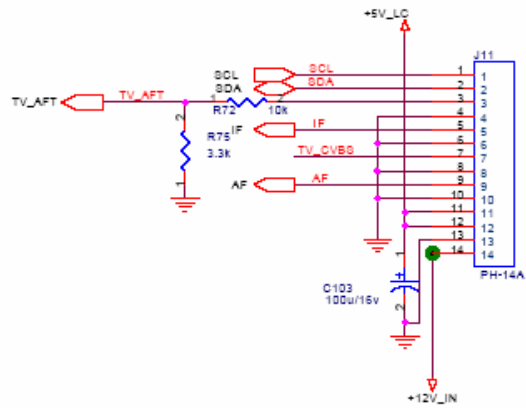 +5V_LC
J11
SCL SCL 1 1
SDA SDA 2 2
TV_AFT TV_AFT 1 2 3 3
R72 10k
4 4
2 R75 IF IF 5 5
3.3k 6 6
TV_CVBS 7 7
1 8 8
AF AF 9 9
10 10
11 11
12 12
13 13
1 14 14
+ PH-14A
C103
100u/16v
2
+12V_IN